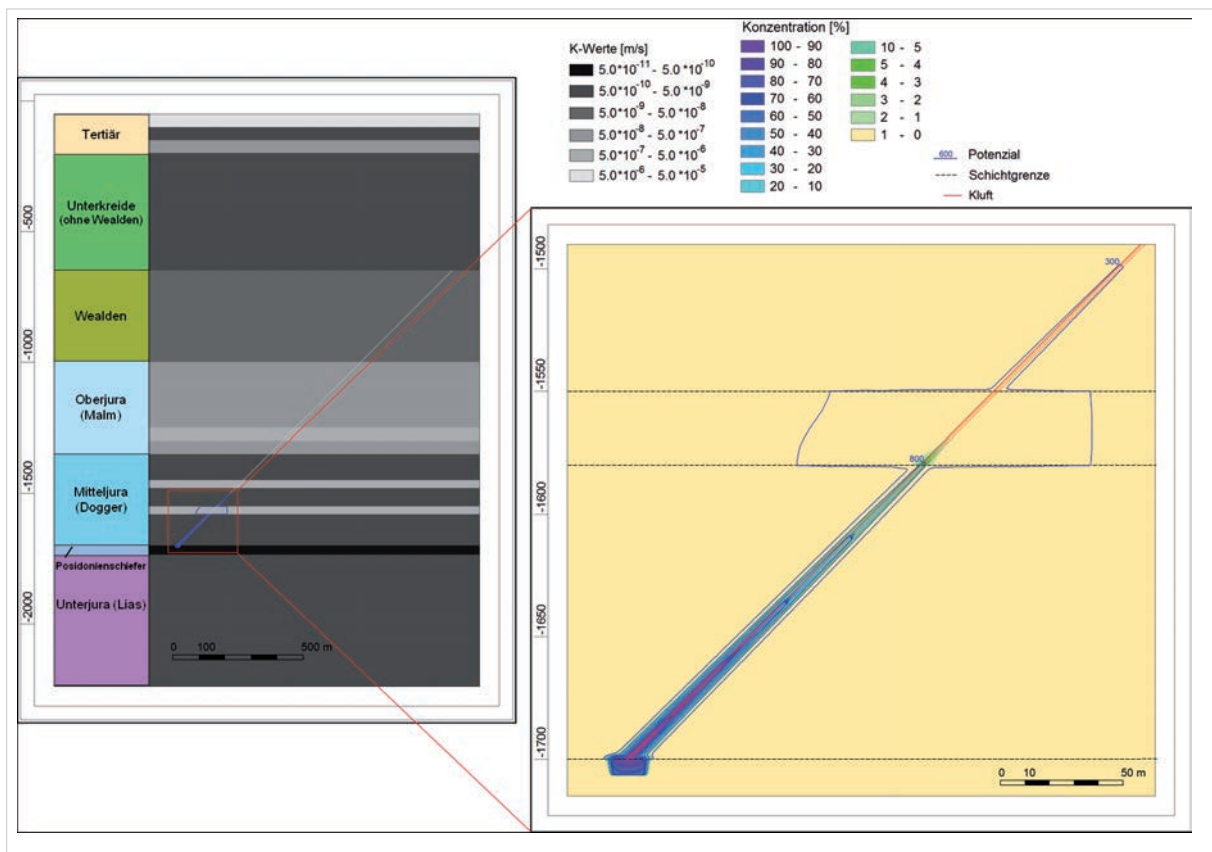 Konzentration [%]
K-Werte [m/s]
5.0*10⁻¹¹ - 5.0*10⁻¹⁰
5.0*10⁻¹⁰ - 5.0*10⁻⁹
5.0*10⁻⁹ - 5.0*10⁻⁸
5.0*10⁻⁸ - 5.0*10⁻⁷
5.0*10⁻⁷ - 5.0*10⁻⁶
5.0*10⁻⁶ - 5.0*10⁻⁵
100 - 90
90 - 80
80 - 70
70 - 60
60 - 50
50 - 40
40 - 30
30 - 20
20 - 10
10 - 5
5 - 4
4 - 3
3 - 2
2 - 1
1 - 0
600 Potenzial
Schichtgrenze
Kluft
Tertiär
Unterkreide
(ohne Wealden)
Wealden
Oberjura
(Malm)
Mitteljura
(Dogger)
Posidonienschiefer
Unterjura (Lias)
-500
-1000
-1500
-2000
0 100 500 m
-1500
-1550
-1600
-1650
-1700
300
800
0 10 50 m